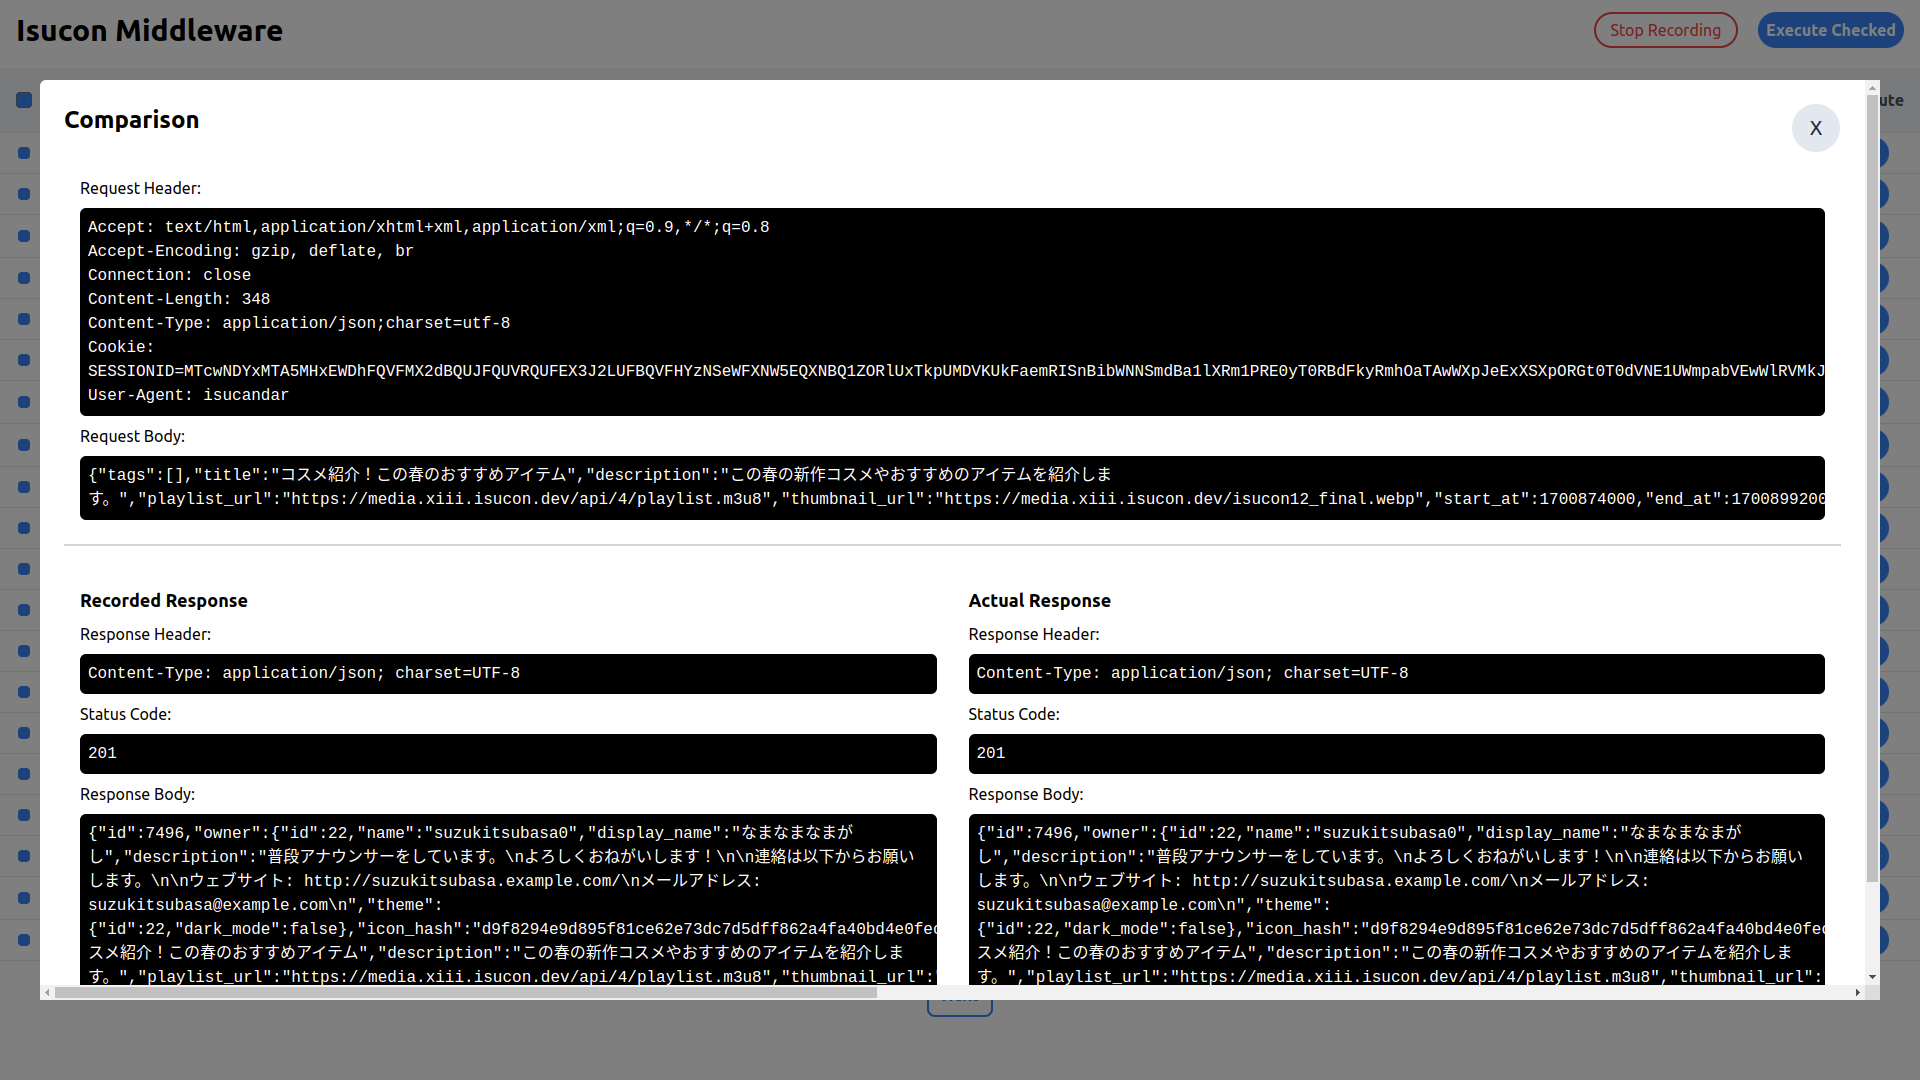 Isucon Middleware
Stop Recording
Execute Checked
ute
Comparison
X
Request Header:
Accept: text/html,application/xhtml+xml,application/xml;q=0.9,*/*;q=0.8
Accept-Encoding: gzip, deflate, br
Connection: close
Content-Length: 348
Content-Type: application/json;charset=utf-8
Cookie:
SESSIONID=MTcwNDYxMTA5MHxEWDhFQVFMX2dBQUJFQUVRQUFEX3J2LUFBQVFHYzNSeWFXNW5EQXNBQ1ZORlUxTkpUMDVKUkFaemRISnBibWNNSmdBa1lXRm1PRE0yT0RBdFkyRmhOaTAwWXpJeExXSXpORGt0T0dVNE1UWmpabVEwWlRVMkJ
User-Agent: isucandar
Request Body:
{"tags":[],"title":"コスメ紹介！この春のおすすめアイテム","description":"この春の新作コスメやおすすめのアイテムを紹介しま
す。","playlist_url":"https://media.xiii.isucon.dev/api/4/playlist.m3u8","thumbnail_url":"https://media.xiii.isucon.dev/isucon12_final.webp","start_at":1700874000,"end_at":1700899200
Recorded Response
Response Header:
Content-Type: application/json; charset=UTF-8
Status Code:
201
Response Body:
{"id":7496,"owner":{"id":22,"name":"suzukitsubasa0","display_name":"なまなまなまが
し","description":"普段アナウンサーをしています。\nよろしくおねがいします！\n\n連絡は以下からお願い
します。\n\nウェブサイト: http://suzukitsubasa.example.com/\nメールアドレス:
suzukitsubasa@example.com\n","theme":
{"id":22,"dark_mode":false},"icon_hash":"d9f8294e9d895f81ce62e73dc7d5dff862a4fa40bd4e0fec
スメ紹介！この春のおすすめアイテム","description":"この春の新作コスメやおすすめのアイテムを紹介しま
す。","playlist_url":"https://media.xiii.isucon.dev/api/4/playlist.m3u8","thumbnail_url":"
Actual Response
Response Header:
Content-Type: application/json; charset=UTF-8
Status Code:
201
Response Body:
{"id":7496,"owner":{"id":22,"name":"suzukitsubasa0","display_name":"なまなまなまが
し","description":"普段アナウンサーをしています。\nよろしくおねがいします！\n\n連絡は以下からお願い
します。\n\nウェブサイト: http://suzukitsubasa.example.com/\nメールアドレス:
suzukitsubasa@example.com\n","theme":
{"id":22,"dark_mode":false},"icon_hash":"d9f8294e9d895f81ce62e73dc7d5dff862a4fa40bd4e0fec
スメ紹介！この春のおすすめアイテム","description":"この春の新作コスメやおすすめのアイテムを紹介しま
す。","playlist_url":"https://media.xiii.isucon.dev/api/4/playlist.m3u8","thumbnail_url":